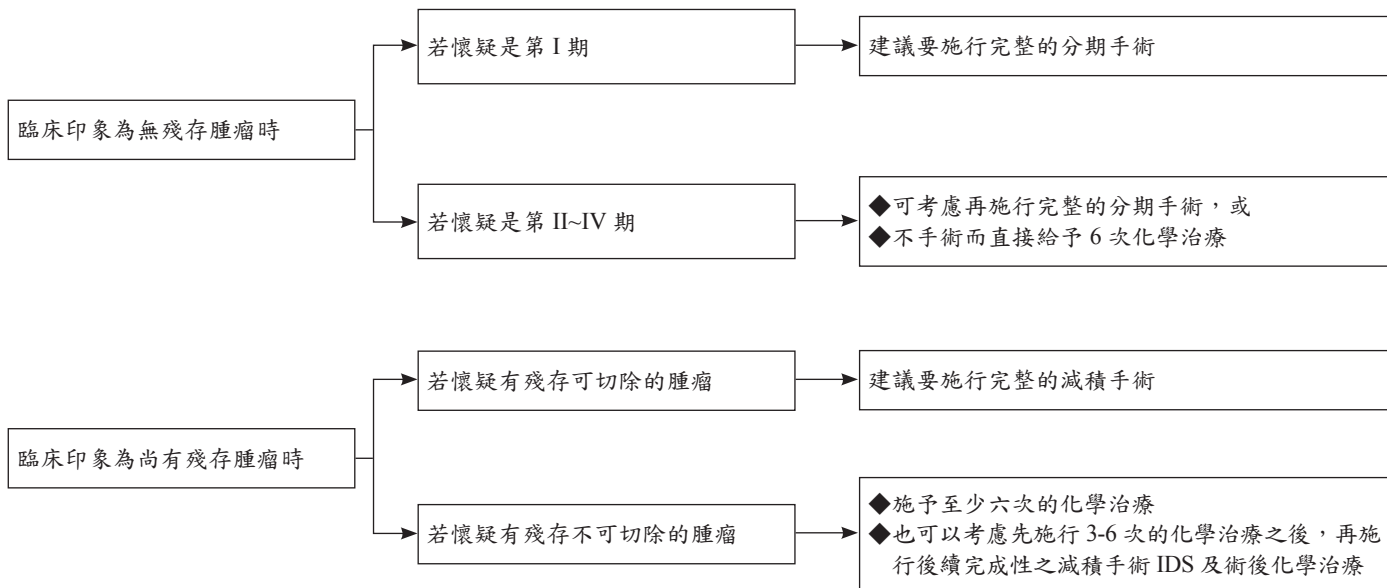 臨床印象為無殘存腫瘤時
若懷疑是第 I 期
建議要施行完整的分期手術
若懷疑是第 II~IV 期
◆可考慮再施行完整的分期手術,或
◆不手術而直接給予 6 次化學治療
臨床印象為尚有殘存腫瘤時
若懷疑有殘存可切除的腫瘤
建議要施行完整的減積手術
若懷疑有殘存不可切除的腫瘤
◆施予至少六次的化學治療
◆也可以考慮先施行 3-6 次的化學治療之後,再施
行後續完成性之減積手術 IDS 及術後化學治療